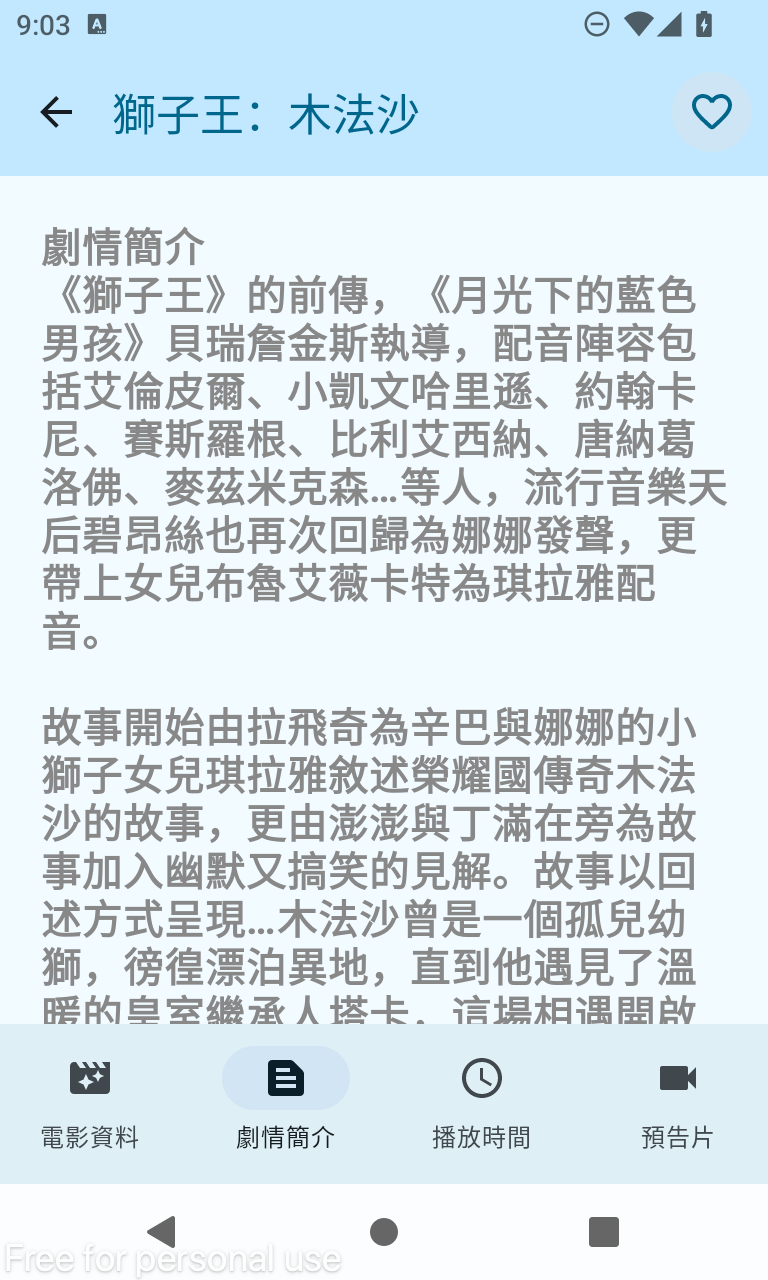 9:03
獅子王：木法沙
劇情簡介
《獅子王》的前傳，《月光下的藍色
男孩》貝瑞詹金斯執導，配音陣容包
括艾倫皮爾、小凱文哈里遜、約翰卡
尼、賽斯羅根、比利艾西納、唐納葛
洛佛、麥茲米克森…等人，流行音樂天
后碧昂絲也再次回歸為娜娜發聲，更
帶上女兒布魯艾薇卡特為琪拉雅配
音。
故事開始由拉飛奇為辛巴與娜娜的小
獅子女兒琪拉雅敘述榮耀國傳奇木法
沙的故事，更由澎澎與丁滿在旁為故
事加入幽默又搞笑的見解。故事以回
述方式呈現…木法沙曾是一個孤兒幼
獅，徬徨漂泊異地，直到他遇見了溫
暖的皇室繼承人塔卡，這場相遇開啟
電影資料
劇情簡介
播放時間
預告片
Free for personal use